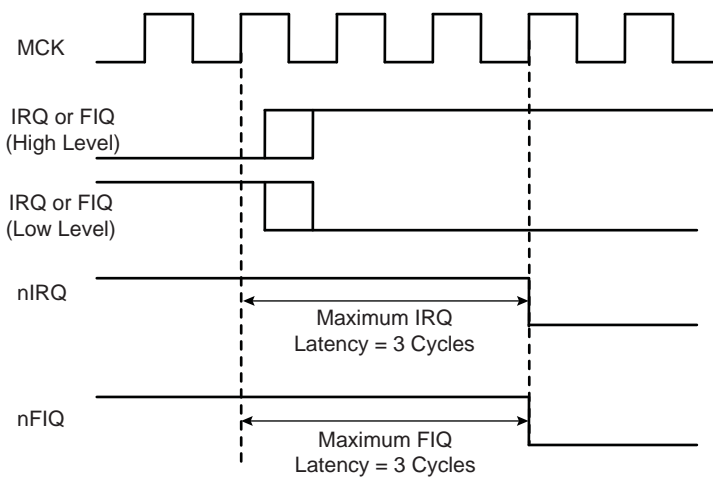 MCK
IRQ or FIQ
(High Level)
IRQ or FIQ
(Low Level)
nIRQ
Maximum IRQ
Latency = 3 Cycles
nFIQ
Maximum FIQ
Latency = 3 Cycles